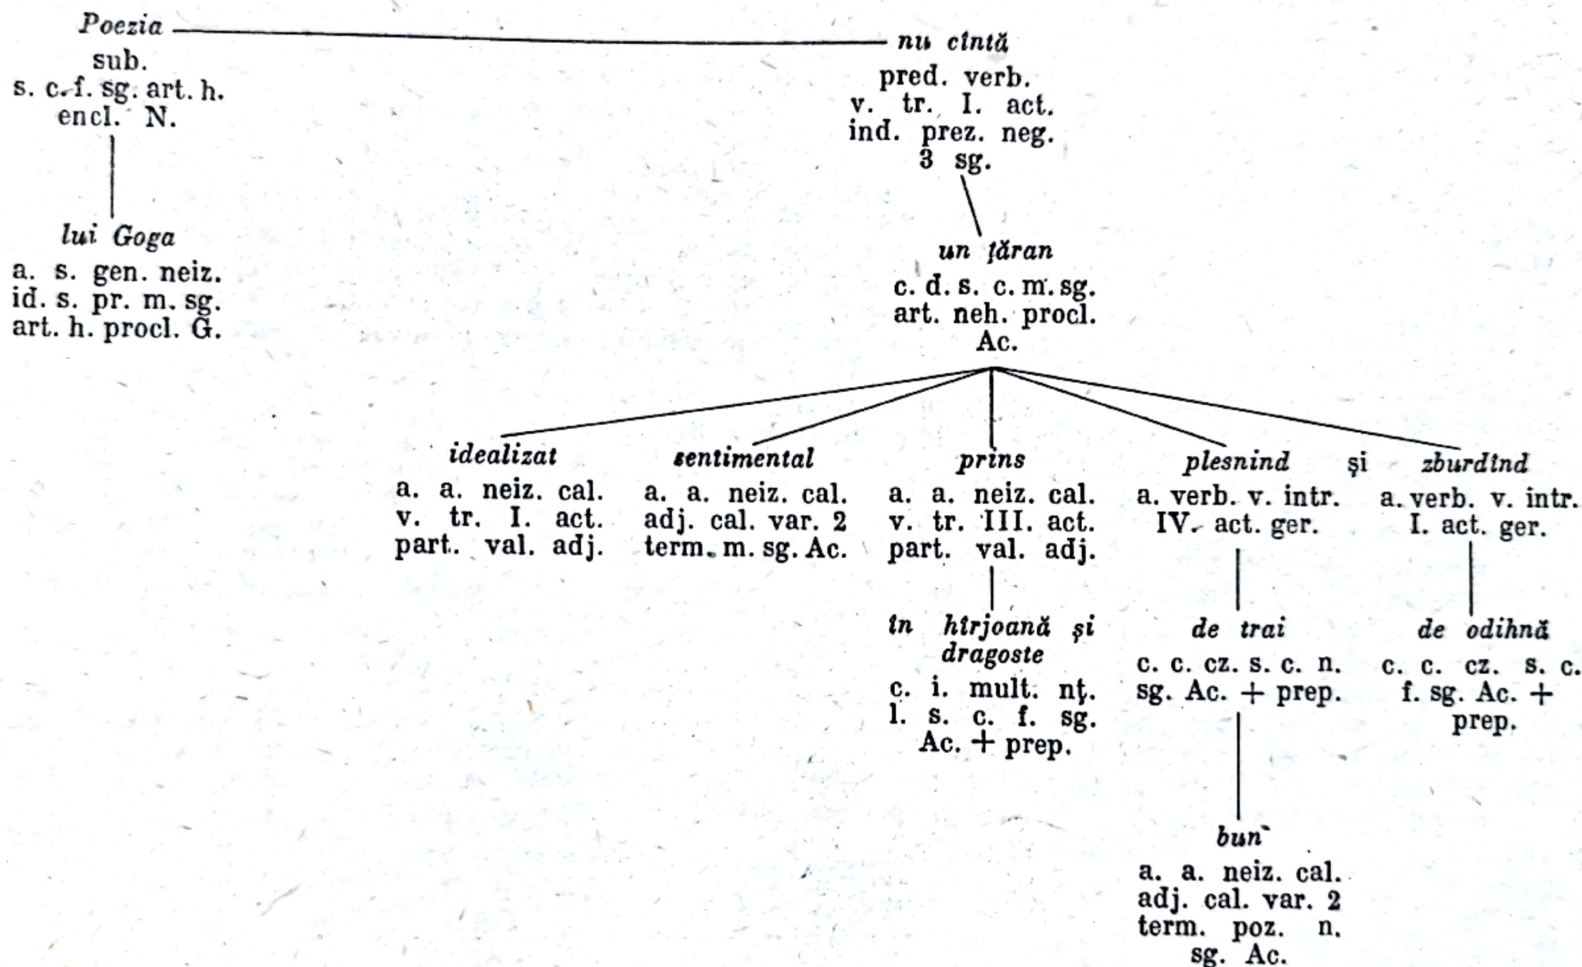 Poezia
sub.
s. c. f. sg. art. h.
encl. N.
nu cîntă
pred. verb.
v. tr. I. act.
ind. prez. neg.
3 sg.
lui Goga
a. s. gen. neiz.
id. s. pr. m. sg.
art. h. procl. G.
un țăran
c. d. s. c. m. sg.
art. neh. procl.
Ac.
idealizat
a. a. neiz. cal.
v. tr. I. act.
part. val. adj.
sentimental
a. a. neiz. cal.
adj. cal. var. 2
term. m. sg. Ac.
prins
a. a. neiz. cal.
v. tr. III. act.
part. val. adj.
plesnind
a. verb. v. intr.
IV. act. ger.
și
zburdînd
a. verb. v. intr.
I. act. ger.
în hîrjoană și
dragoste
c. i. mult. nț.
l. s. c. f. sg.
Ac. + prep.
de trai
c. c. cz. s. c. n.
sg. Ac. + prep.
de odihnă
c. c. cz. s. c.
f. sg. Ac. +
prep.
bun
a. a. neiz. cal.
adj. cal. var. 2
term. poz. n.
sg. Ac.